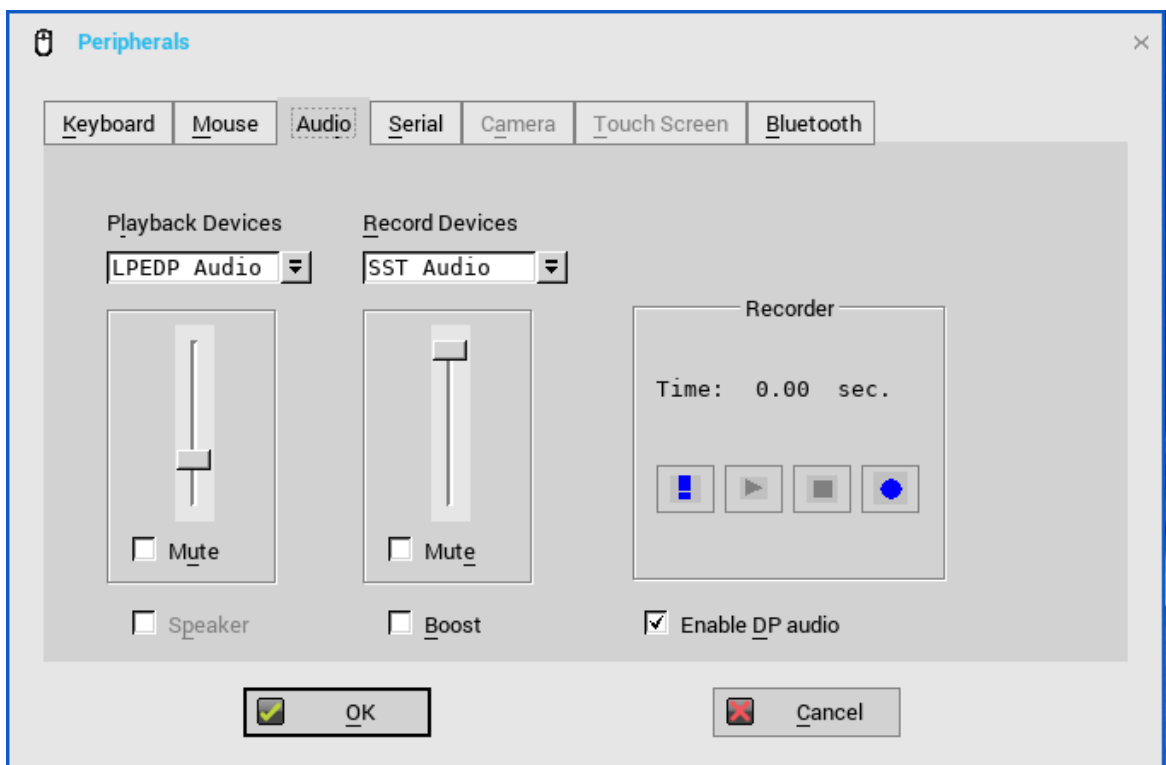 Peripherals
Keyboard Mouse Audio Serial Camera Touch Screen Bluetooth
Playback Devices Record Devices
LPEDP Audio SST Audio
Recorder
Time: 0.00 sec.
Mute Mute
Speaker Boost Enable DP audio
OK Cancel